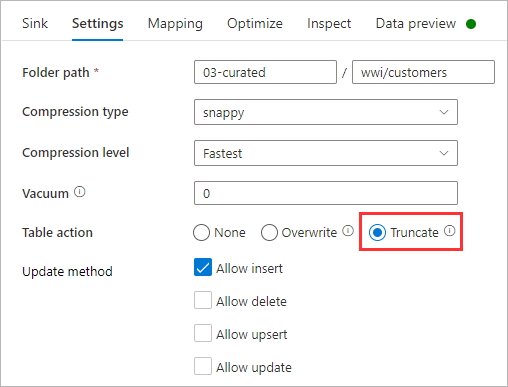 Sink Settings Mapping Optimize Inspect Data preview
Folder path * 03-curated / wwi/customers
Compression type snappy
Compression level Fastest
Vacuum 0
Table action None Overwrite Truncate
Update method Allow insert
Allow delete
Allow upsert
Allow update